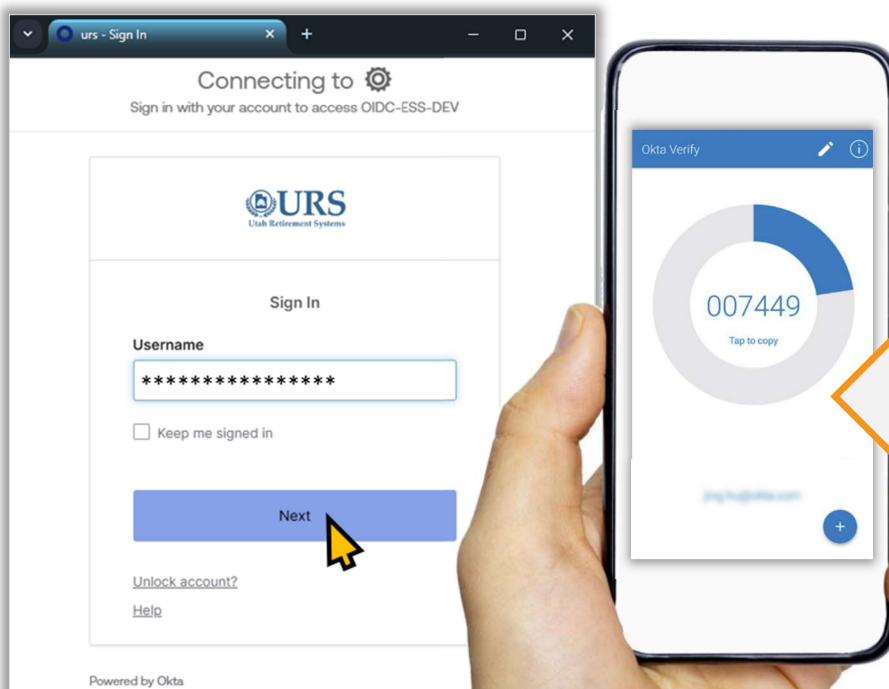 urs - Sign In
Connecting to
Sign in with your account to access OIDC-ESS-DEV
URS
Utah Retirement Systems
Sign In
Username
****************
Keep me signed in
Next
Unlock account?
Help
Powered by Okta
Okta Verify
007449
Tap to copy